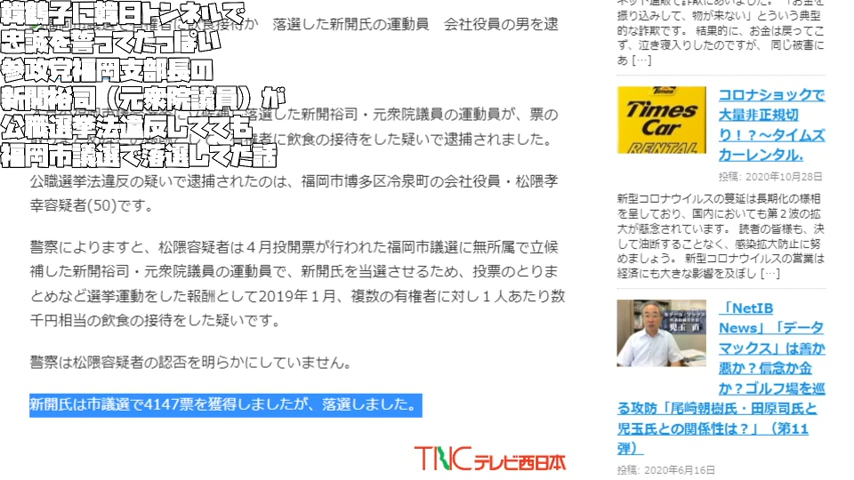 韓鶴子に韓日トンネルで
忠誠を誓ってたっぽい
参政党福岡支部長の
新開裕司（元衆院議員）が
公職選挙法違反してても
福岡市議選で落選してた話
飲食接待か　落選した新開氏の運動員　会社役員の男を逮
落選した新開裕司・元衆院議員の運動員が、票の
有権者に飲食の接待をした疑いで逮捕されました。
公職選挙法違反の疑いで逮捕されたのは、福岡市博多区冷泉町の会社役員・松隈孝
幸容疑者(50)です。
警察によりますと、松隈容疑者は４月投開票が行われた福岡市議選に無所属で立候
補した新開裕司・元衆院議員の運動員で、新開氏を当選させるため、投票のとりま
とめなど選挙運動をした報酬として2019年１月、複数の有権者に対し１人あたり数
千円相当の飲食の接待をした疑いです。
警察は松隈容疑者の認否を明らかにしていません。
新開氏は市議選で4147票を獲得しましたが、落選しました。
TNCテレビ西日本
ネット通販で詐欺にあいました。「お金を
振り込みして、物が来ない」とういう典型
的な詐欺です。 結果的に、お金は戻ってこ
ず、泣き寝入りしたのですが、 同じ被害に
あ […]
Times
Car
RENTAL
コロナショックで
大量非正規切
り！？～タイムズ
カーレンタル.
投稿: 2020年10月28日
新型コロナウイルスの蔓延は長期化の様相
を呈しており、国内においても第２波の拡
大が懸念されています。 読者の皆様も、決
して油断することなく、感染拡大防止に努
めましょう。 新型コロナウイルスの営業は
経済にも大きな影響を及ぼし […]
「NetIB
News」「データ
マックス」は善か
悪か？信念か金
か？ゴルフ場を巡
る攻防「尾﨑朝樹氏・田原司氏と
児玉氏との関係性は？」（第11
弾）
投稿: 2020年6月16日